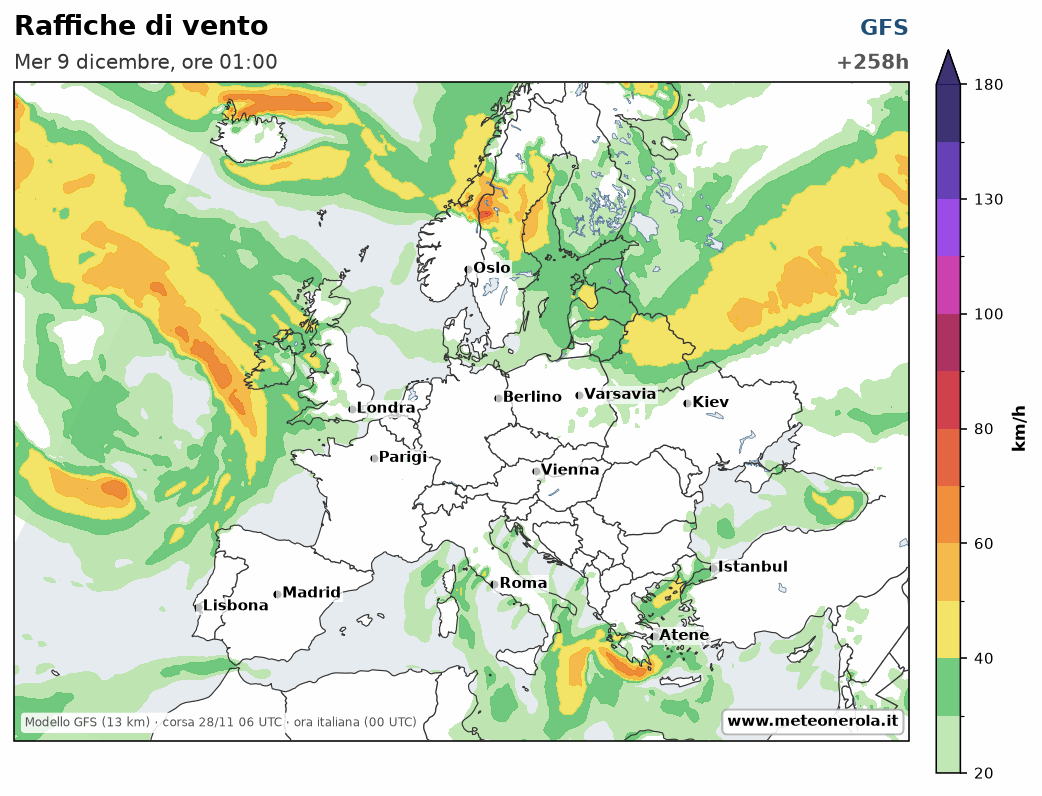 Raffiche di vento
GFS
Mer 9 dicembre, ore 01:00
+258h
180
130
100
80
60
40
20
km/h
Oslo
Londra
Berlino
Varsavia
Kiev
Parigi
Vienna
Istanbul
Roma
Madrid
Lisbona
Atene
Modello GFS (13 km) · corsa 28/11 06 UTC · ora italiana (00 UTC)
www.meteonerola.it